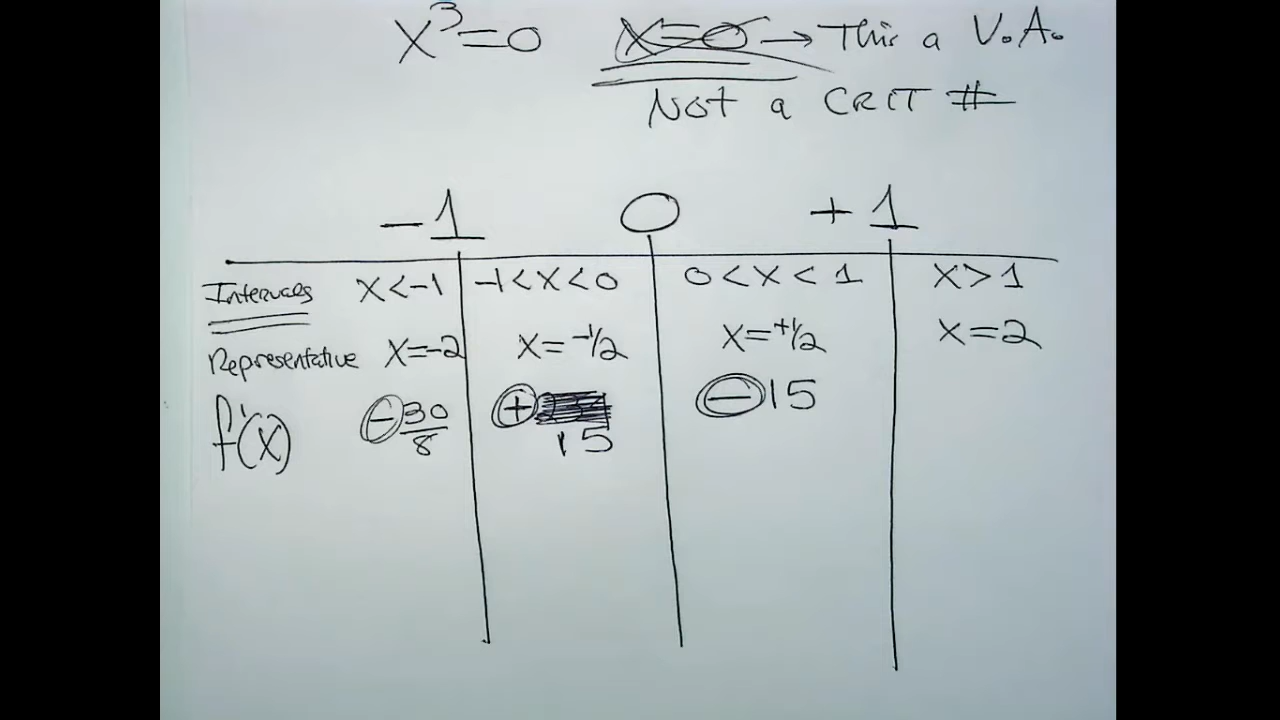 x³=0 x=0 → This a V.A.
Not a CRIT #
-1 0 +1
Intervals x<-1 -1<x<0 0<x<1 x>1
Representative x=-2 x=-1/2 x=+1/2 x=2
f'(x) -30/8 + 15 -15